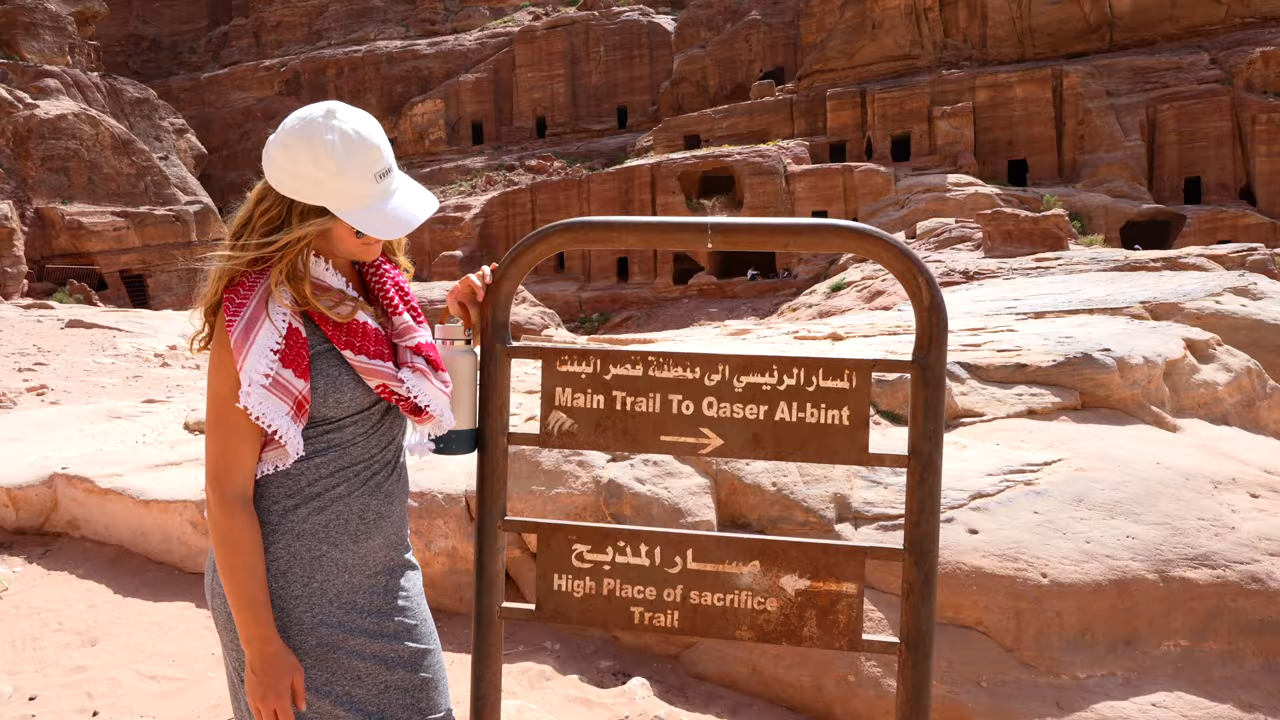 المسار الرئيسي الى منطقة قصر البنت
Main Trail To Qaser Al-bint
مسار المذبح
High Place of sacrifice
Trail